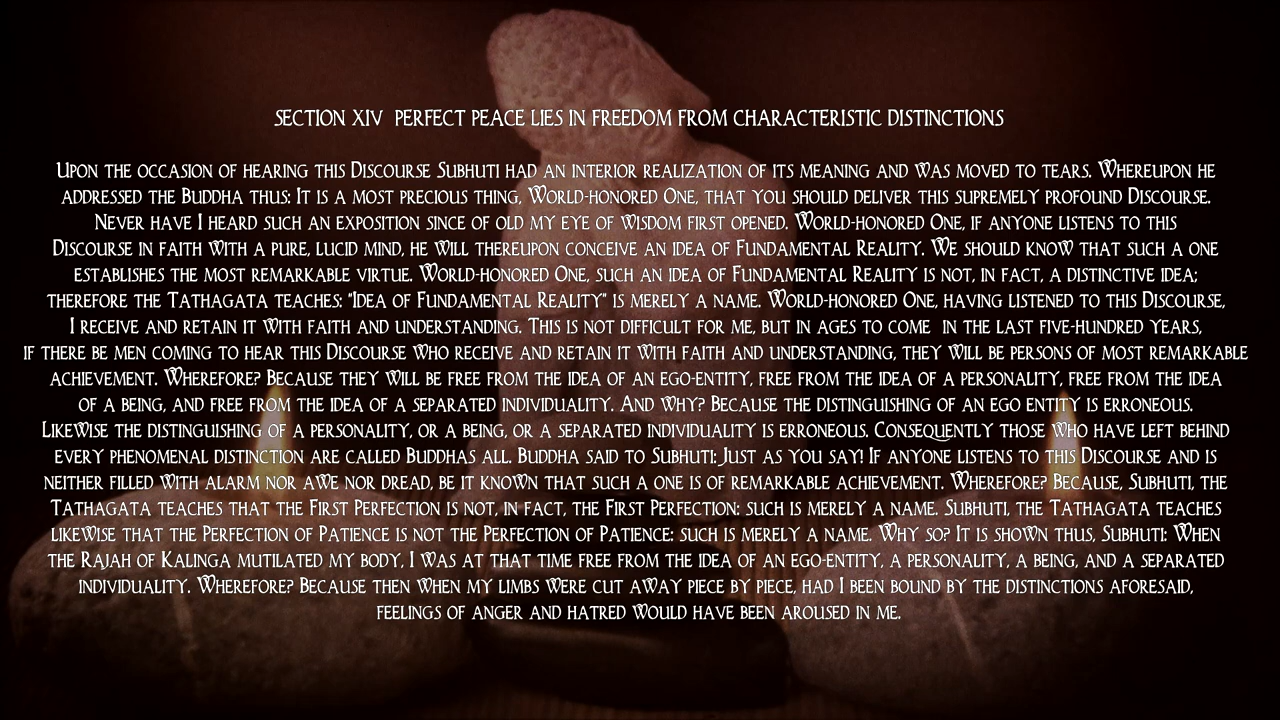 SECTION XIV  PERFECT PEACE LIES IN FREEDOM FROM CHARACTERISTIC DISTINCTIONS
Upon the occasion of hearing this Discourse Subhuti had an interior realization of its meaning and was moved to tears. Whereupon he
addressed the Buddha thus: It is a most precious thing, World-honored One, that you should deliver this supremely profound Discourse.
Never have I heard such an exposition since of old my eye of wisdom first opened. World-honored One, if anyone listens to this
Discourse in faith with a pure, lucid mind, he will thereupon conceive an idea of Fundamental Reality. We should know that such a one
establishes the most remarkable virtue. World-honored One, such an idea of Fundamental Reality is not, in fact, a distinctive idea;
therefore the Tathagata teaches: "Idea of Fundamental Reality" is merely a name. World-honored One, having listened to this Discourse,
I receive and retain it with faith and understanding. This is not difficult for me, but in ages to come  in the last five-hundred years,
if there be men coming to hear this Discourse who receive and retain it with faith and understanding, they will be persons of most remarkable
achievement. Wherefore? Because they will be free from the idea of an ego-entity, free from the idea of a personality, free from the idea
of a being, and free from the idea of a separated individuality. And why? Because the distinguishing of an ego entity is erroneous.
Likewise the distinguishing of a personality, or a being, or a separated individuality is erroneous. Consequently those who have left behind
every phenomenal distinction are called Buddhas all. Buddha said to Subhuti: Just as you say! If anyone listens to this Discourse and is
neither filled with alarm nor awe nor dread, be it known that such a one is of remarkable achievement. Wherefore? Because, Subhuti, the
Tathagata teaches that the First Perfection is not, in fact, the First Perfection: such is merely a name. Subhuti, the Tathagata teaches
likewise that the Perfection of Patience is not the Perfection of Patience: such is merely a name. Why so? It is shown thus, Subhuti: When
the Rajah of Kalinga mutilated my body, I was at that time free from the idea of an ego-entity, a personality, a being, and a separated
individuality. Wherefore? Because then when my limbs were cut away piece by piece, had I been bound by the distinctions aforesaid,
feelings of anger and hatred would have been aroused in me.